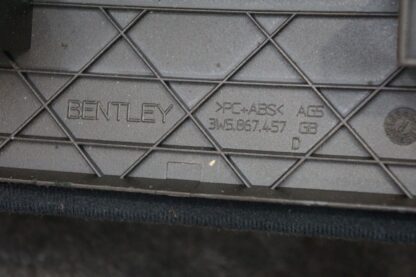 BENTLEY
>PC+ABS< AG5
3W5.867.457 GB
D